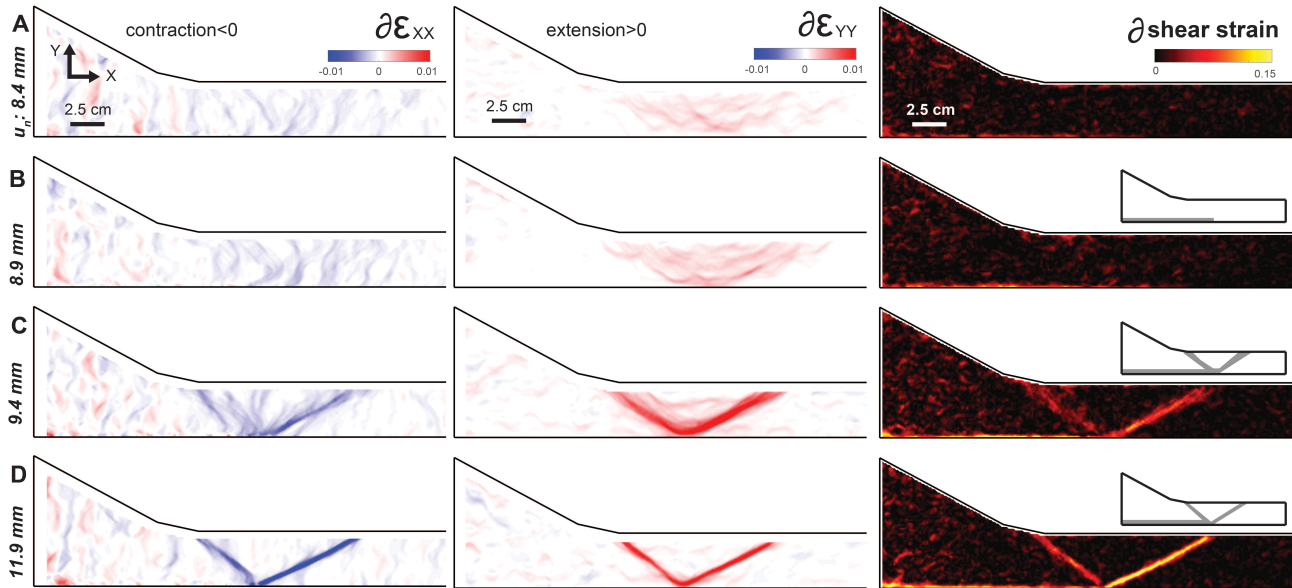 A
contraction<0
∂ε XX
-0.01 0 0.01
Y
X
2.5 cm
uₙ: 8.4 mm
extension>0
∂ε YY
-0.01 0 0.01
2.5 cm
∂ shear strain
0 0.15
2.5 cm
B
8.9 mm
C
9.4 mm
D
11.9 mm